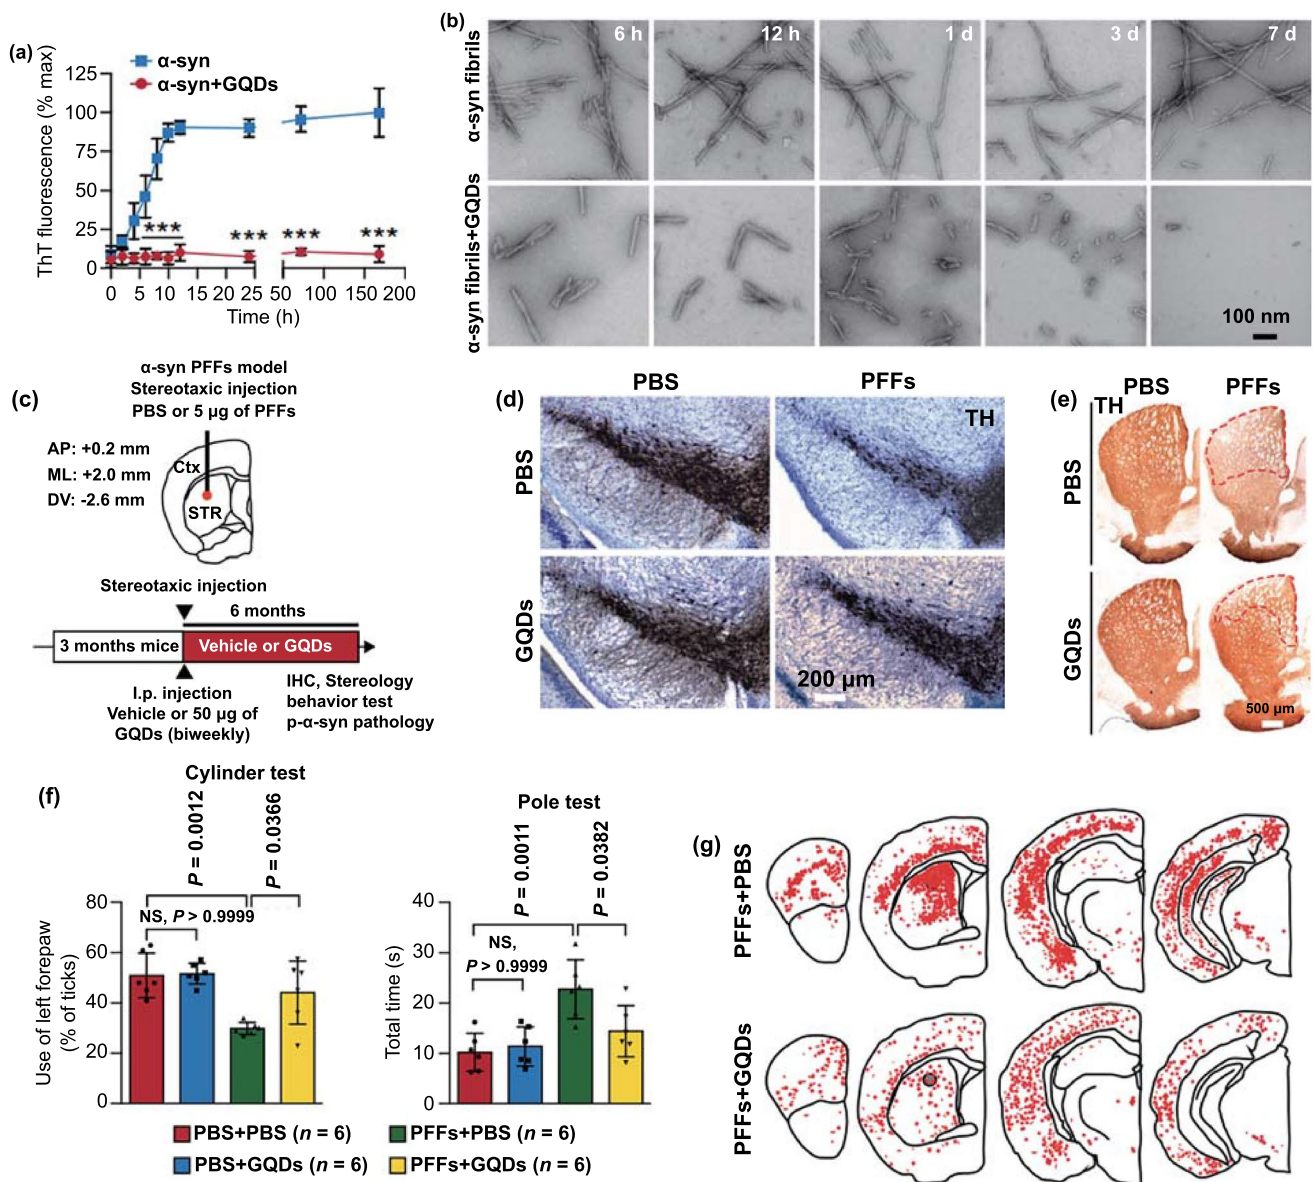 (a)
α-syn
α-syn+GQDs
ThT fluorescence (% max)
125
100
75
50
25
0
***
***
***
***
0 5 10 15 20 25 50 100 150 200
Time (h)
(b)
6 h
12 h
1 d
3 d
7 d
α-syn fibrils
α-syn fibrils+GQDs
100 nm
(c)
α-syn PFFs model
Stereotaxic injection
PBS or 5 μg of PFFs
AP: +0.2 mm
ML: +2.0 mm
DV: -2.6 mm
Ctx
STR
Stereotaxic injection
6 months
3 months mice
Vehicle or GQDs
I.p. injection
Vehicle or 50 μg of
GQDs (biweekly)
IHC, Stereology
behavior test
p-α-syn pathology
(d)
PBS
PFFs
TH
PBS
GQDs
200 μm
(e)
PBS
PFFs
TH
PBS
GQDs
500 μm
(f)
Cylinder test
P = 0.0012
P = 0.0366
NS, P > 0.9999
Use of left forepaw
(% of ticks)
80
60
40
20
0
Pole test
P = 0.0011
P = 0.0382
NS,
P > 0.9999
Total time (s)
40
30
20
10
0
PBS+PBS (n = 6)
PFFs+PBS (n = 6)
PBS+GQDs (n = 6)
PFFs+GQDs (n = 6)
(g)
PFFs+PBS
PFFs+GQDs